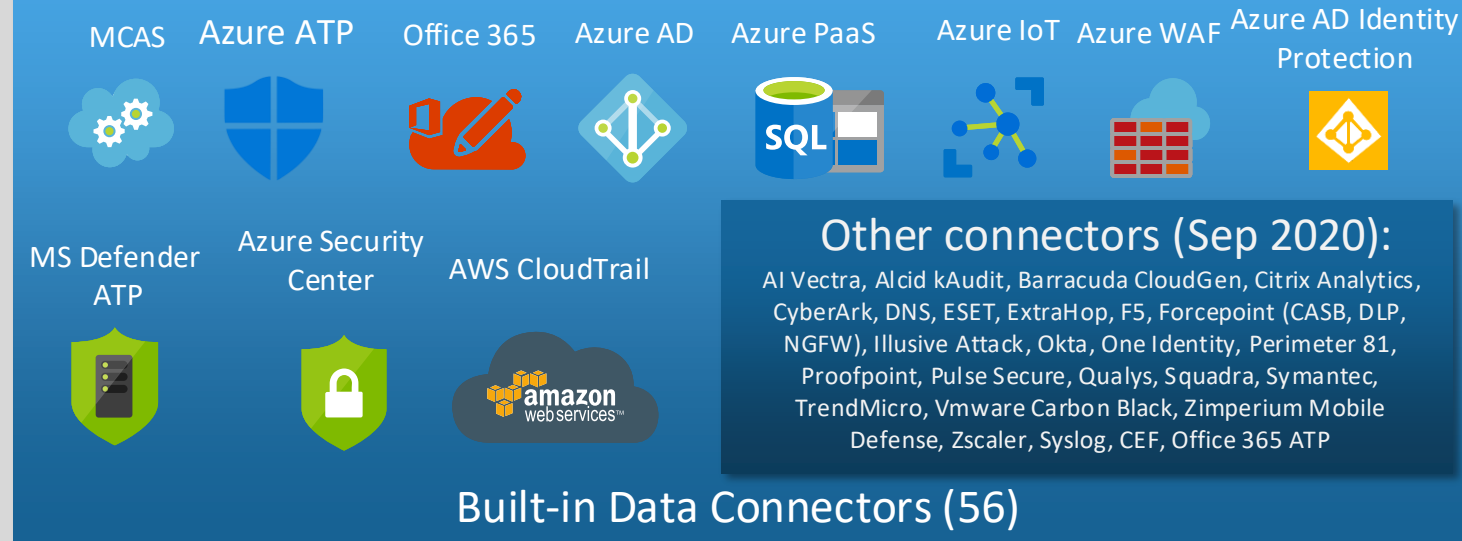 MCAS
Azure ATP
Office 365
Azure AD
Azure PaaS
Azure IoT
Azure WAF
Azure AD Identity
Protection
SQL
MS Defender
ATP
Azure Security
Center
AWS CloudTrail
amazon
webservices™
Other connectors (Sep 2020):
AI Vectra, Alcid kAudit, Barracuda CloudGen, Citrix Analytics,
CyberArk, DNS, ESET, ExtraHop, F5, Forcepoint (CASB, DLP,
NGFW), Illusive Attack, Okta, One Identity, Perimeter 81,
Proofpoint, Pulse Secure, Qualys, Squadra, Symantec,
TrendMicro, Vmware Carbon Black, Zimperium Mobile
Defense, Zscaler, Syslog, CEF, Office 365 ATP
Built-in Data Connectors (56)